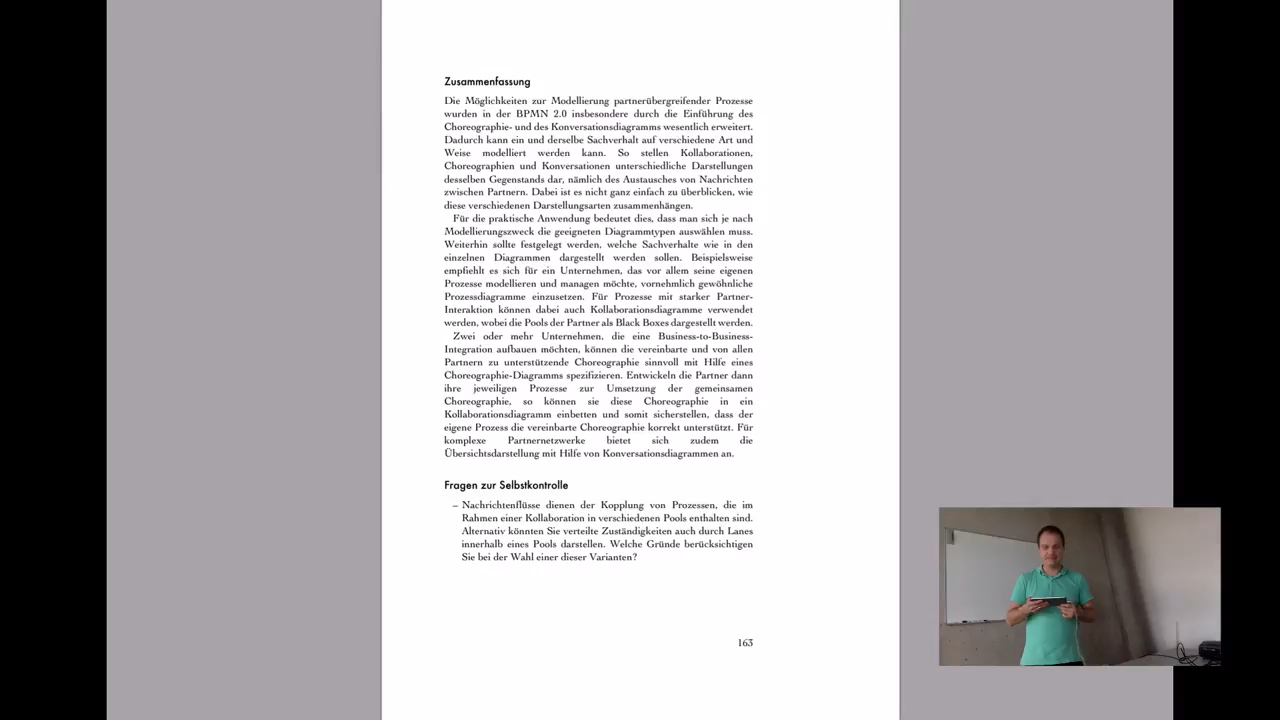 Zusammenfassung
Die Möglichkeiten zur Modellierung partnerübergreifender Prozesse
wurden in der BPMN 2.0 insbesondere durch die Einführung des
Choreographie- und des Konversationsdiagramms wesentlich erweitert.
Dadurch kann ein und derselbe Sachverhalt auf verschiedene Art und
Weise modelliert werden kann. So stellen Kollaborationen,
Choreographien und Konversationen unterschiedliche Darstellungen
desselben Gegenstands dar, nämlich des Austausches von Nachrichten
zwischen Partnern. Dabei ist es nicht ganz einfach zu überblicken, wie
diese verschiedenen Darstellungsarten zusammenhängen.
Für die praktische Anwendung bedeutet dies, dass man sich je nach
Modellierungszweck die geeigneten Diagrammtypen auswählen muss.
Weiterhin sollte festgelegt werden, welche Sachverhalte wie in den
einzelnen Diagrammen dargestellt werden sollen. Beispielsweise
empfiehlt es sich für ein Unternehmen, das vor allem seine eigenen
Prozesse modellieren und managen möchte, vornehmlich gewöhnliche
Prozessdiagramme einzusetzen. Für Prozesse mit starker Partner-
Interaktion können dabei auch Kollaborationsdiagramme verwendet
werden, wobei die Pools der Partner als Black Boxes dargestellt werden.
Zwei oder mehr Unternehmen, die eine Business-to-Business-
Integration aufbauen möchten, können die vereinbarte und von allen
Partnern zu unterstützende Choreographie sinnvoll mit Hilfe eines
Choreographie-Diagramms spezifizieren. Entwickeln die Partner dann
ihre jeweiligen Prozesse zur Umsetzung der gemeinsamen
Choreographie, so können sie diese Choreographie in ein
Kollaborationsdiagramm einbetten und somit sicherstellen, dass der
eigene Prozess die vereinbarte Choreographie korrekt unterstützt. Für
komplexe Partnernetzwerke bietet sich zudem die
Übersichtsdarstellung mit Hilfe von Konversationsdiagrammen an.
Fragen zur Selbstkontrolle
– Nachrichtenflüsse dienen der Kopplung von Prozessen, die im
Rahmen einer Kollaboration in verschiedenen Pools enthalten sind.
Alternativ könnten Sie verteilte Zuständigkeiten auch durch Lanes
innerhalb eines Pools darstellen. Welche Gründe berücksichtigen
Sie bei der Wahl einer dieser Varianten?
163